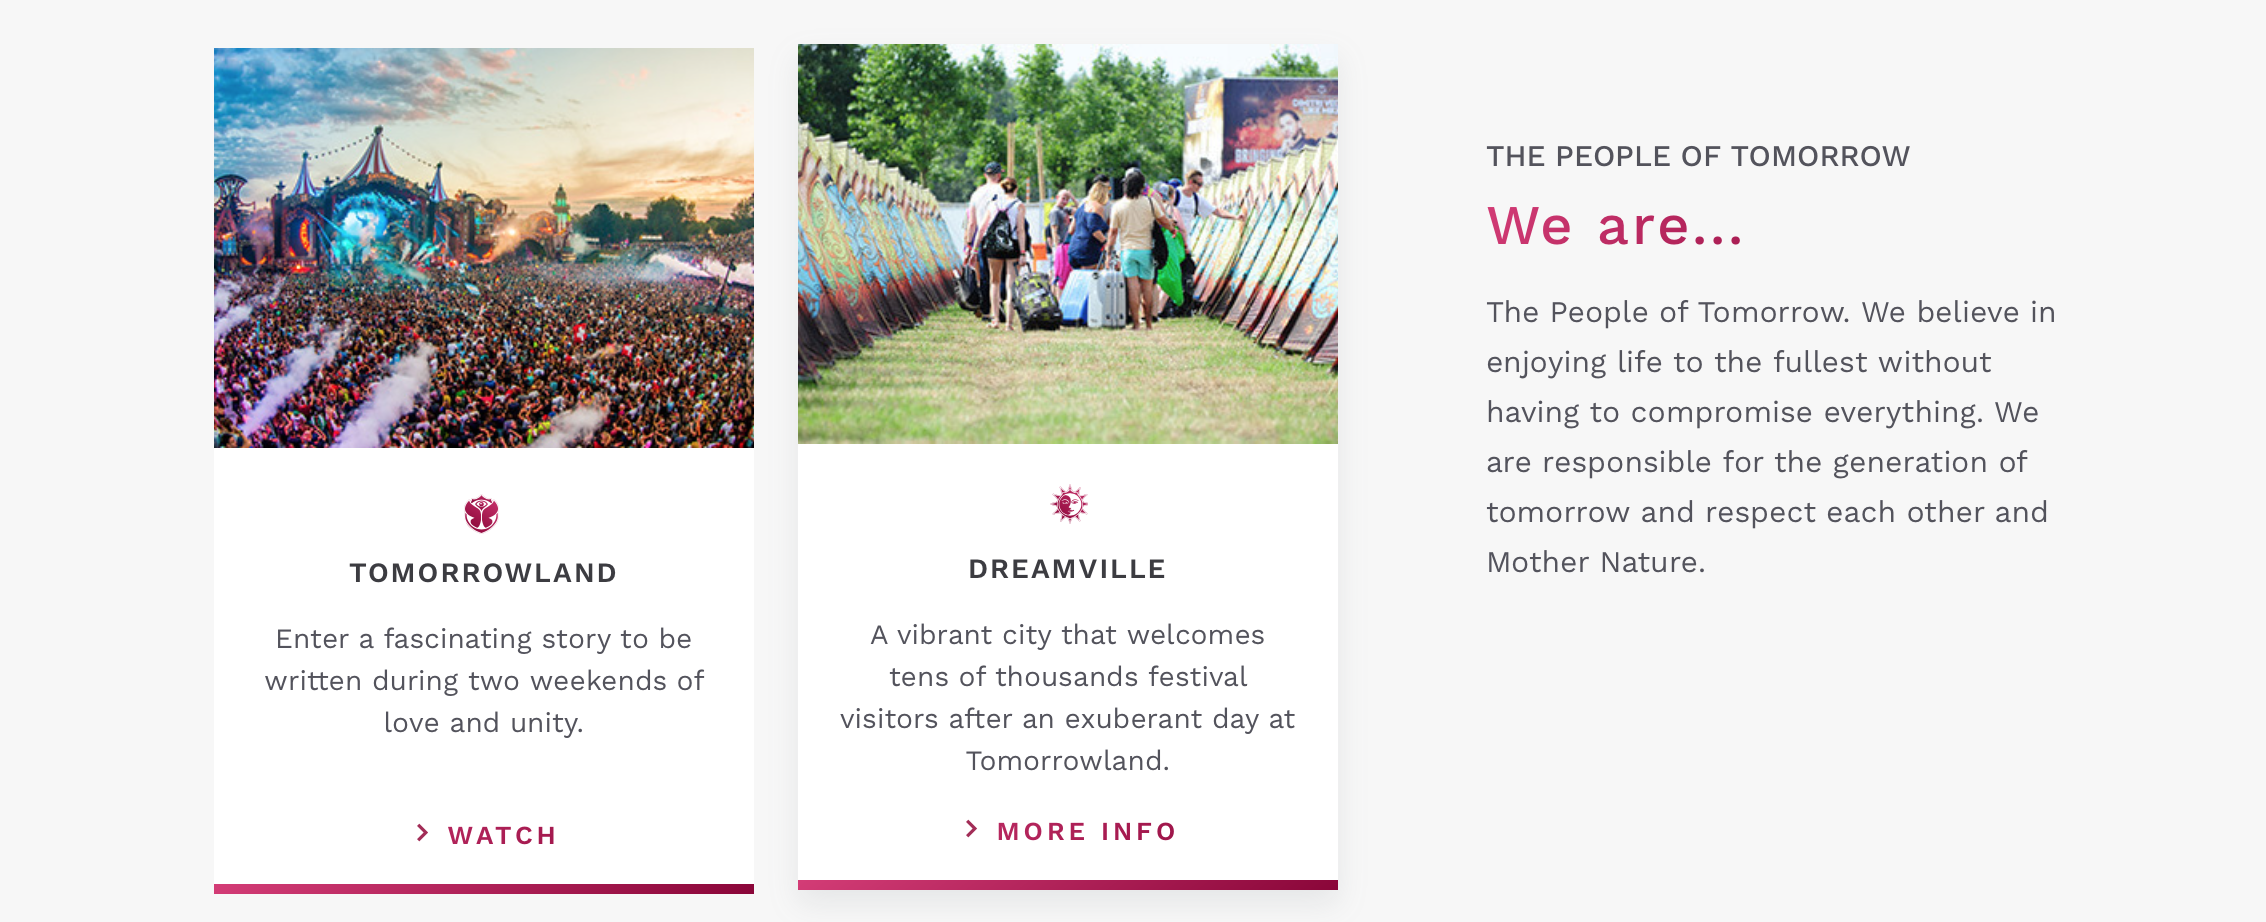 TOMORROWLAND
Enter a fascinating story to be
written during two weekends of
love and unity.
WATCH
DREAMVILLE
A vibrant city that welcomes
tens of thousands festival
visitors after an exuberant day at
Tomorrowland.
MORE INFO
THE PEOPLE OF TOMORROW
We are...
The People of Tomorrow. We believe in
enjoying life to the fullest without
having to compromise everything. We
are responsible for the generation of
tomorrow and respect each other and
Mother Nature.